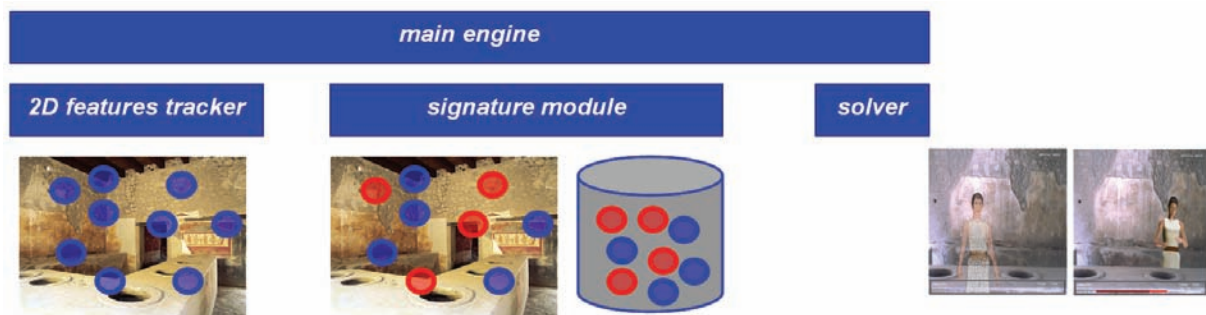 main engine
2D features tracker
signature module
solver